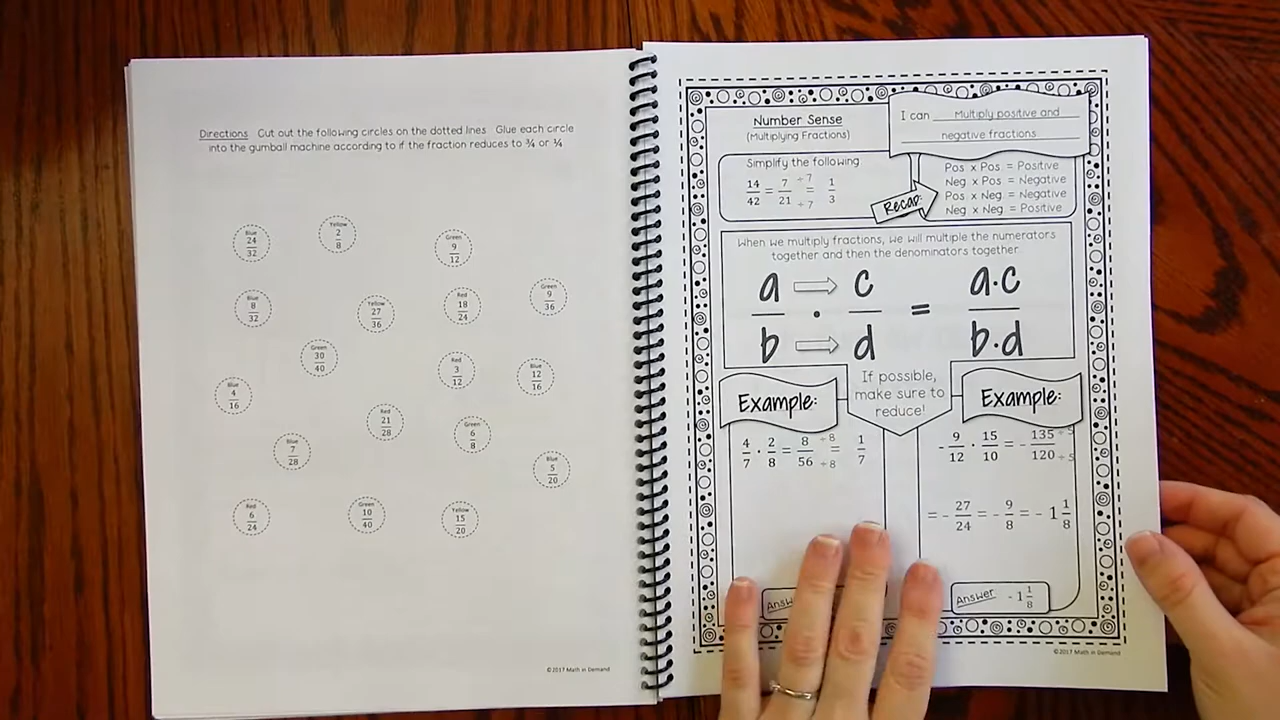 Directions Cut out the following circles on the dotted lines Glue each circle
into the gumball machine according to if the fraction reduces to ¾ or ¼
Blue 24/32
Yellow 2/8
Green 9/12
Blue 8/32
Yellow 27/36
Red 18/24
Green 9/36
Green 30/40
Red 3/12
Blue 12/16
Blue 4/16
Red 21/28
Green 6/8
Blue 7/28
Blue 5/20
Red 6/24
Green 10/40
Yellow 15/20
©2017 Math in Demand
Number Sense
(Multiplying Fractions)
I can Multiply positive and
negative fractions
Simplify the following
14/42 = 7/21 ÷7/÷7 = 1/3
Recap:
Pos x Pos. = Positive
Neg x Pos = Negative
Pos x Neg. = Negative
Neg x Neg = Positive
When we multiply fractions, we will multiple the numerators
together and then the denominators together
a/b · c/d = a·c/b·d
If possible,
make sure to
reduce!
Example:
4/7 · 2/8 = 8/56 ÷8/÷8 = 1/7
Example:
-9/12 · 15/10 = -135/120 ÷5/÷5
= -27/24 = -9/8 = -1 1/8
Answer -1 1/8
©2017 Math in Demand